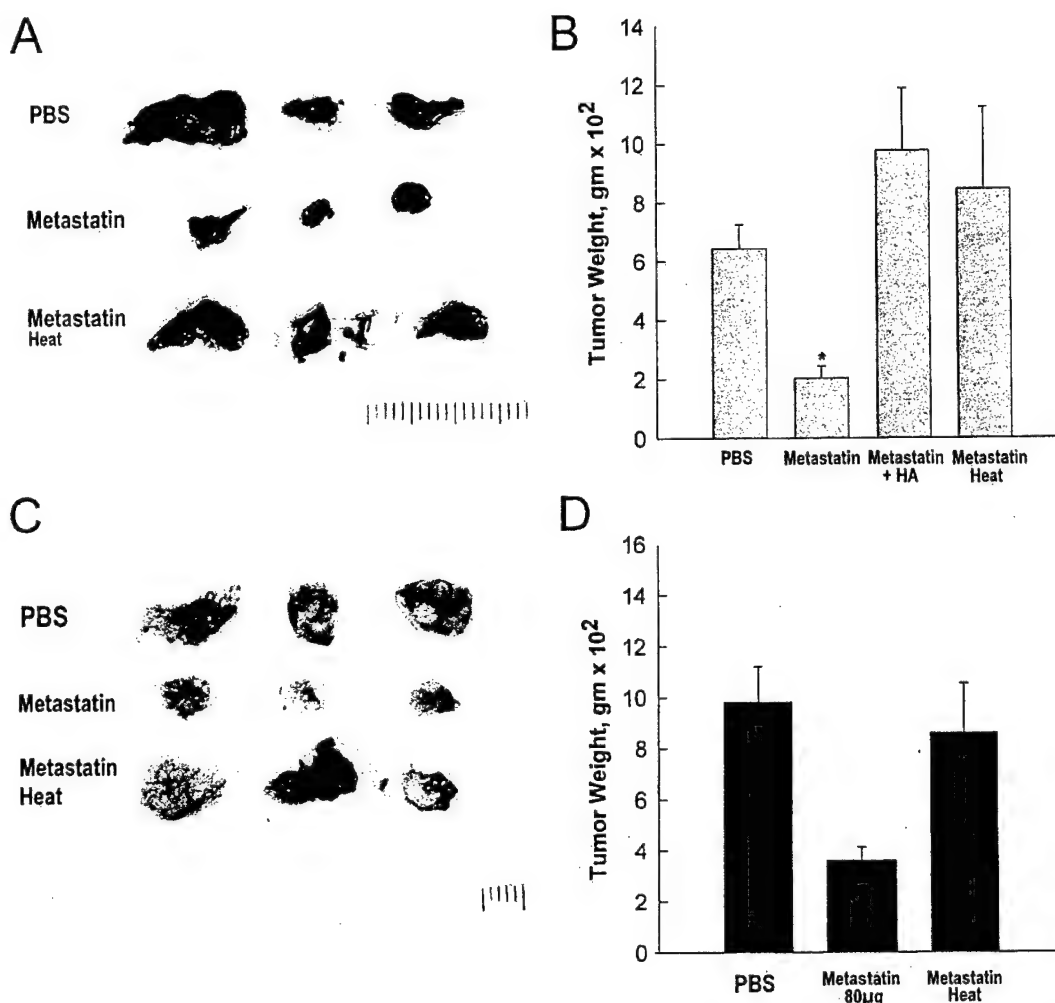 A
PBS
Metastatin
Metastatin
Heat
B
Tumor Weight, gm x 10²
14
12
10
8
6
4
2
0
*
PBS
Metastatin
Metastatin
+ HA
Metastatin
Heat
C
PBS
Metastatin
Metastatin
Heat
D
Tumor Weight, gm x 10²
16
14
12
10
8
6
4
2
0
PBS
Metastatin
80µg
Metastatin
Heat